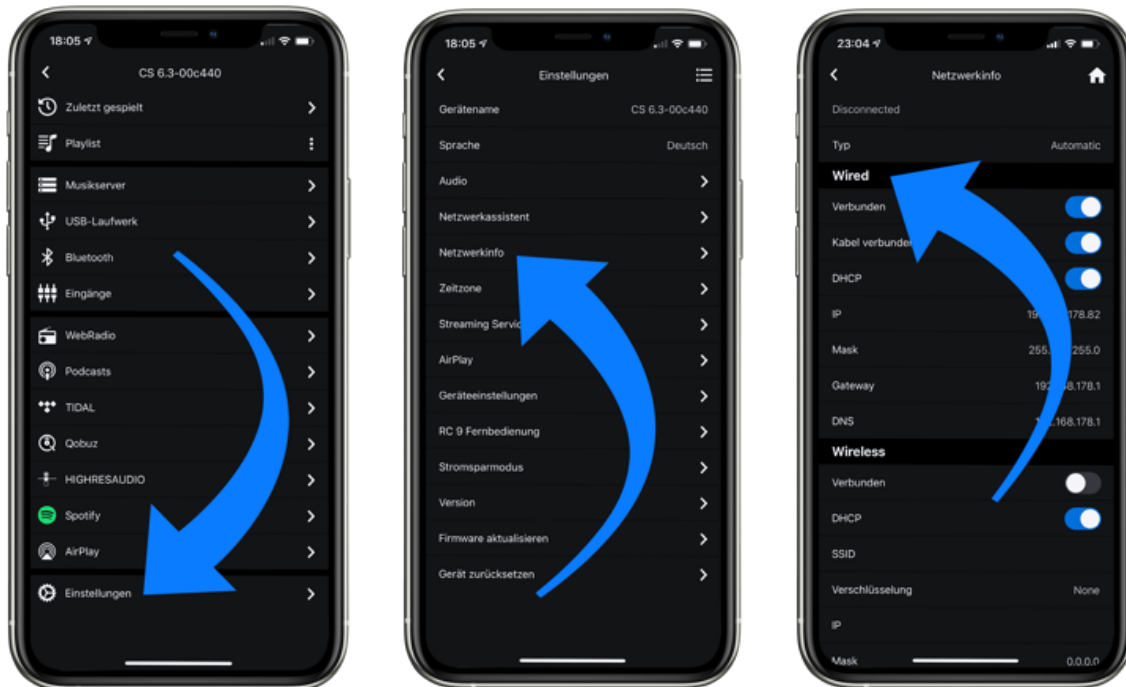 18:05
CS 6.3-00c440
Zuletzt gespielt
Playlist
Musikserver
USB-Laufwerk
Bluetooth
Eingänge
WebRadio
Podcasts
TIDAL
Qobuz
HIGHRESAUDIO
Spotify
AirPlay
Einstellungen
18:05
Einstellungen
Gerätename CS 6.3-00c440
Sprache Deutsch
Audio
Netzwerkassistent
Netzwerkinfo
Zeitzone
Streaming
AirPlay
Geräteeinstellungen
RC 9 Fernbedienung
Stromsparmodus
Version
Firmware aktualisieren
Gerät zurücksetzen
23:04
Netzwerkinfo
Disconnected
Typ Automatic
Wired
Verbunden
Kabel verbunden
DHCP
IP
Mask
Gateway
DNS
Wireless
Verbunden
DHCP
SSID
Verschlüsselung None
IP
Mask 0.0.0.0